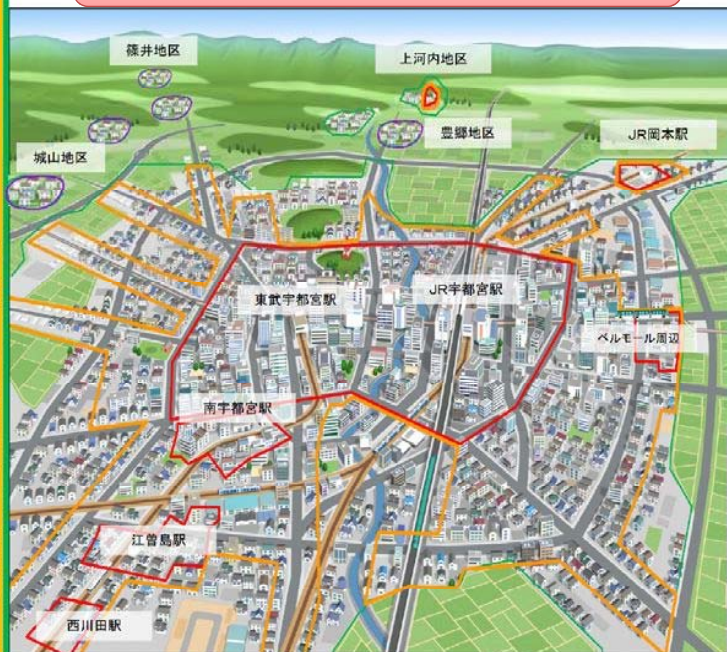 篠井地区
上河内地区
豊郷地区
JR岡本駅
城山地区
東武宇都宮駅
JR宇都宮駅
ベルモール周辺
南宇都宮駅
江曽島駅
西川田駅